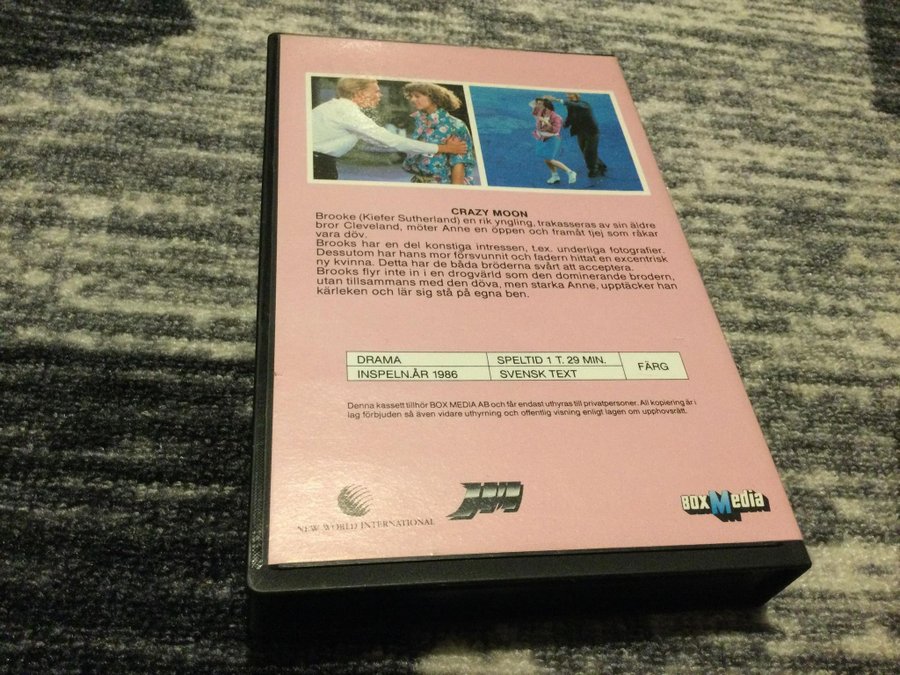 CRAZY MOON
Brooke (Kiefer Sutherland) en rik yngling, trakasseras av sin äldre
bror Cleveland, möter Anne en öppen och framåt tjej som råkar
vara döv.
Brooks har en del konstiga intressen, t.ex. underliga fotografier.
Dessutom har hans mor försvunnit och fadern hittat en excentrisk
ny kvinna. Detta har de båda bröderna svårt att acceptera.
Brooks flyr inte in i en drogvärld som den dominerande brodern,
utan tillsammans med den döva, men starka Anne, upptäcker han
kärleken och lär sig stå på egna ben.
DRAMA SPELTID 1 T. 29 MIN. FÄRG
INSPELN.ÅR 1986 SVENSK TEXT
Denna kassett tillhör BOX MEDIA AB och får endast uthyras till privatpersoner. All kopiering är i
lag förbjuden så även vidare uthyrning och offentlig visning enligt lagen om upphovsrätt.
NEW WORLD INTERNATIONAL
BOX Media